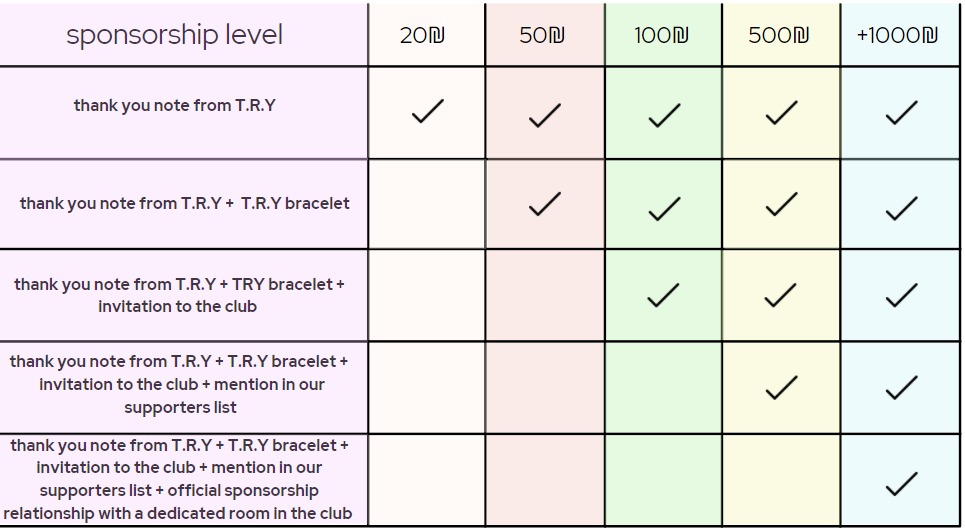 sponsorship level 20₪ 50₪ 100₪ 500₪ +1000₪
thank you note from T.R.Y
thank you note from T.R.Y + T.R.Y bracelet
thank you note from T.R.Y + TRY bracelet +
invitation to the club
thank you note from T.R.Y + T.R.Y bracelet +
invitation to the club + mention in our
supporters list
thank you note from T.R.Y + T.R.Y bracelet +
invitation to the club + mention in our
supporters list + official sponsorship
relationship with a dedicated room in the club